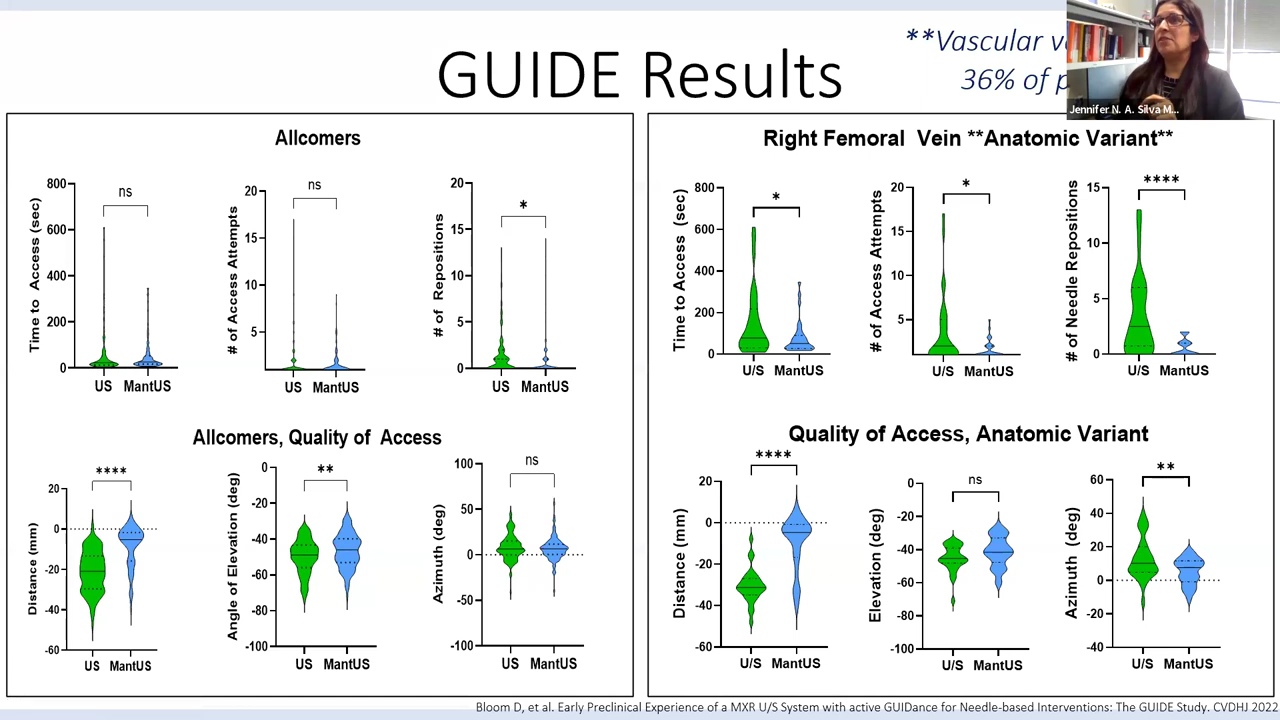 **Vascular
36% of
GUIDE Results
Jennifer N. A. Silva M...
Allcomers
800
600
400
200
0
Time to Access (sec)
ns
US MantUS
20
15
10
5
# of Access Attempts
ns
US MantUS
20
15
10
5
0
# of Repositions
*
US MantUS
Allcomers, Quality of Access
20
0
-20
-40
-60
Distance (mm)
****
US MantUS
0
-20
-40
-60
-80
-100
Angle of Elevation (deg)
**
US MantUS
100
50
0
-50
-100
Azimuth (deg)
ns
US MantUS
Right Femoral Vein **Anatomic Variant**
800
600
400
200
0
Time to Access (sec)
*
U/S MantUS
20
15
10
5
# of Access Attempts
*
U/S MantUS
15
10
5
0
# of Needle Repositions
****
U/S MantUS
Quality of Access, Anatomic Variant
20
0
-20
-40
-60
Distance (mm)
****
U/S MantUS
0
-20
-40
-60
-80
-100
Elevation (deg)
ns
U/S MantUS
60
40
20
0
-20
-40
Azimuth (deg)
**
U/S MantUS
Bloom D, et al. Early Preclinical Experience of a MXR U/S System with active GUIDance for Needle-based Interventions: The GUIDE Study. CVDHJ 2022